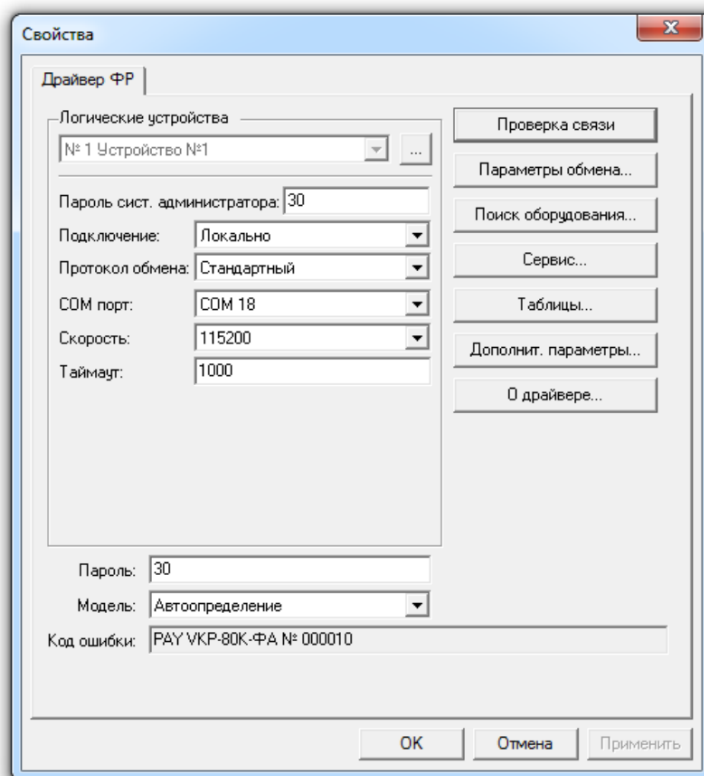 Свойства
Драйвер ФР
Логические устройства
№ 1 Устройство №1
...
Пароль сист. администратора: 30
Подключение: Локально
Протокол обмена: Стандартный
COM порт: COM 18
Скорость: 115200
Таймаут: 1000
Проверка связи
Параметры обмена...
Поиск оборудования...
Сервис...
Таблицы...
Дополнит. параметры...
О драйвере...
Пароль: 30
Модель: Автоопределение
Код ошибки: PAY VKP-80K-ФА № 000010
OK Отмена Применить